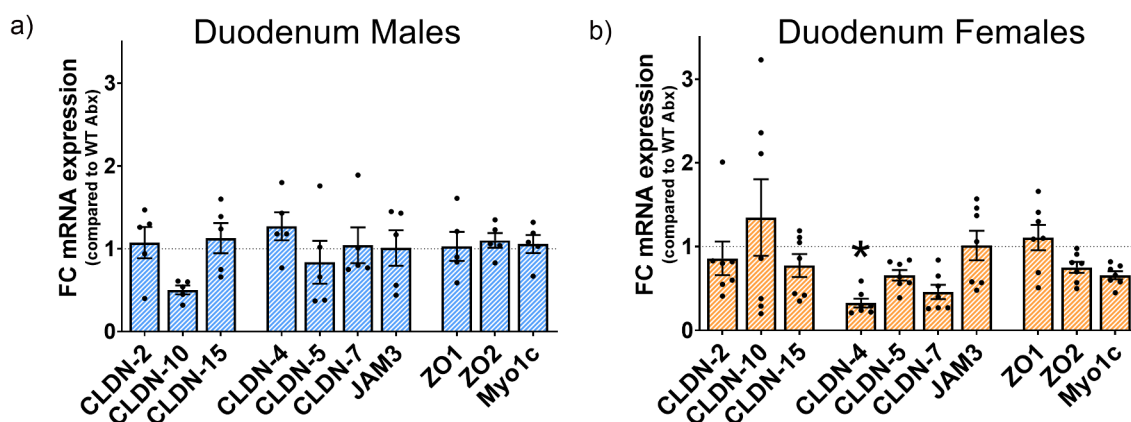 a)
Duodenum Males
FC mRNA expression
(compared to WT Abx)
3
2
1
0
CLDN-2
CLDN-10
CLDN-15
CLDN-4
CLDN-5
CLDN-7
JAM3
ZO1
ZO2
Myo1c
b)
Duodenum Females
FC mRNA expression
(compared to WT Abx)
3
2
1
0
*
CLDN-2
CLDN-10
CLDN-15
CLDN-4
CLDN-5
CLDN-7
JAM3
ZO1
ZO2
Myo1c